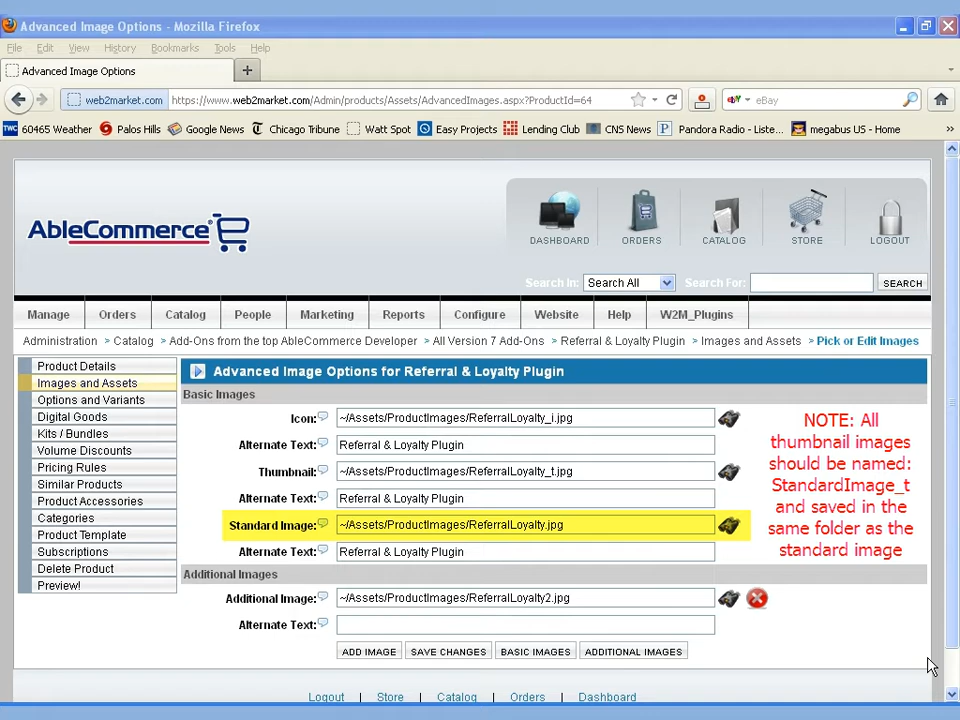 Advanced Image Options - Mozilla Firefox
File Edit View History Bookmarks Tools Help
Advanced Image Options
web2market.com https://www.web2market.com/Admin/products/Assets/AdvancedImages.aspx?ProductId=64 eBay
60465 Weather Palos Hills Google News Chicago Tribune Watt Spot Easy Projects Lending Club CNS News Pandora Radio - Liste... megabus US - Home »
AbleCommerce
DASHBOARD ORDERS CATALOG STORE LOGOUT
Search In: Search All Search For: SEARCH
Manage Orders Catalog People Marketing Reports Configure Website Help W2M_Plugins
Administration > Catalog > Add-Ons from the top AbleCommerce Developer > All Version 7 Add-Ons > Referral & Loyalty Plugin > Images and Assets > Pick or Edit Images
Product Details
Images and Assets
Options and Variants
Digital Goods
Kits / Bundles
Volume Discounts
Pricing Rules
Similar Products
Product Accessories
Categories
Product Template
Subscriptions
Delete Product
Preview!
Advanced Image Options for Referral & Loyalty Plugin
Basic Images
Icon: ~/Assets/ProductImages/ReferralLoyalty_i.jpg
Alternate Text: Referral & Loyalty Plugin
Thumbnail: ~/Assets/ProductImages/ReferralLoyalty_t.jpg
Alternate Text: Referral & Loyalty Plugin
Standard Image: ~/Assets/ProductImages/ReferralLoyalty.jpg
Alternate Text: Referral & Loyalty Plugin
NOTE: All
thumbnail images
should be named:
StandardImage_t
and saved in the
same folder as the
standard image
Additional Images
Additional Image: ~/Assets/ProductImages/ReferralLoyalty2.jpg
Alternate Text:
ADD IMAGE SAVE CHANGES BASIC IMAGES ADDITIONAL IMAGES
Logout | Store | Catalog | Orders | Dashboard